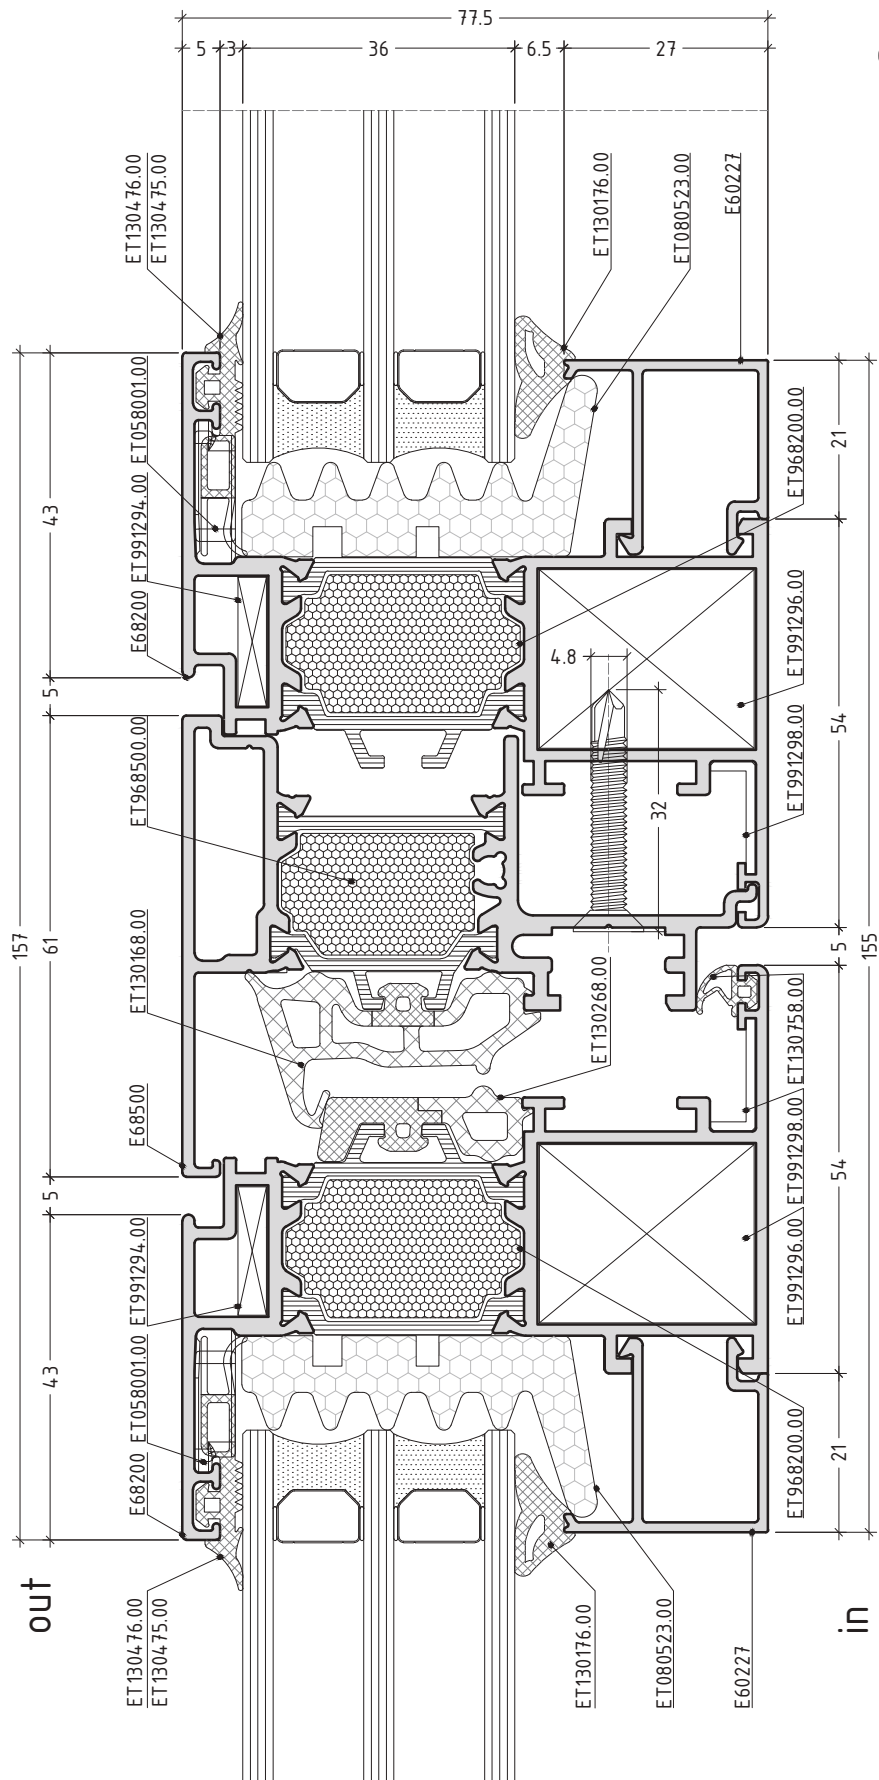 77.5
5
3
36
6.5
27
ET130476.00
ET130475.00
ET130176.00
ET080523.00
E60227
ET058001.00
ET991294.00
E68200
ET968200.00
43
21
5
4.8
ET991296.00
ET968500.00
ET991298.00
54
32
157
61
155
5
ET130168.00
ET130268.00
ET130758.00
E68500
ET991298.00
54
5
ET991294.00
ET991296.00
43
ET058001.00
E68200
ET968200.00
21
out
in
ET130476.00
ET130475.00
ET130176.00
ET080523.00
E60227